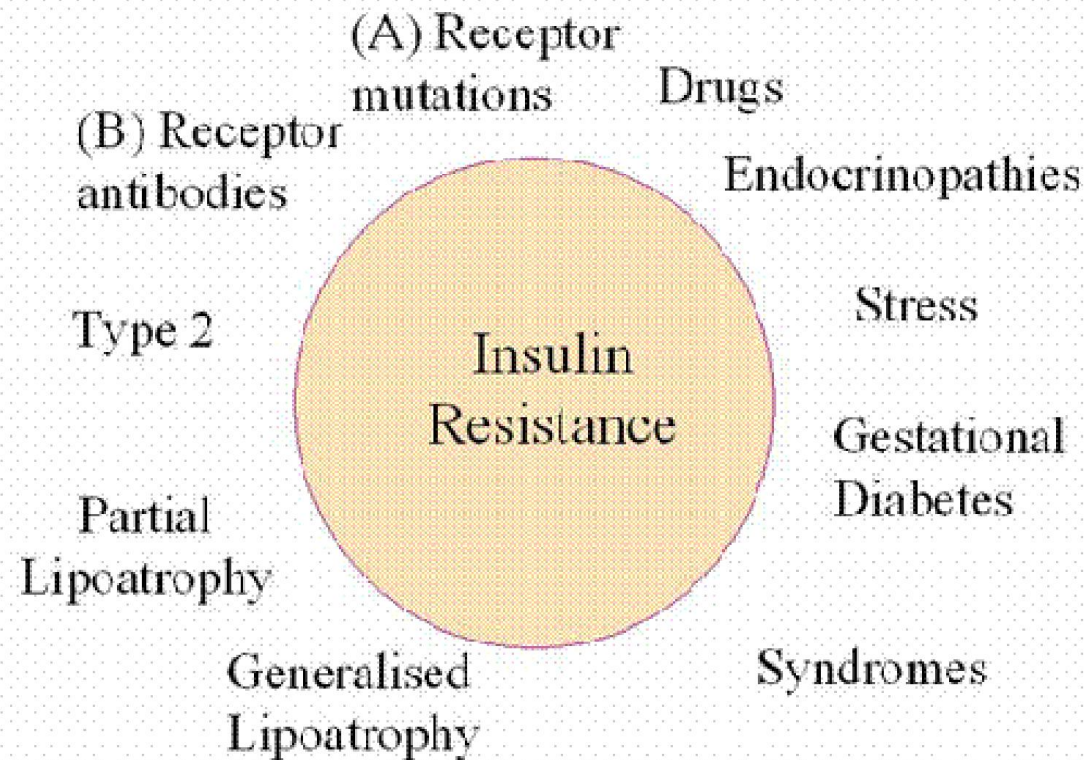 (A) Receptor
mutations
Drugs
(B) Receptor
antibodies
Endocrinopathies
Type 2
Stress
Insulin
Resistance
Gestational
Diabetes
Partial
Lipoatrophy
Generalised
Lipoatrophy
Syndromes